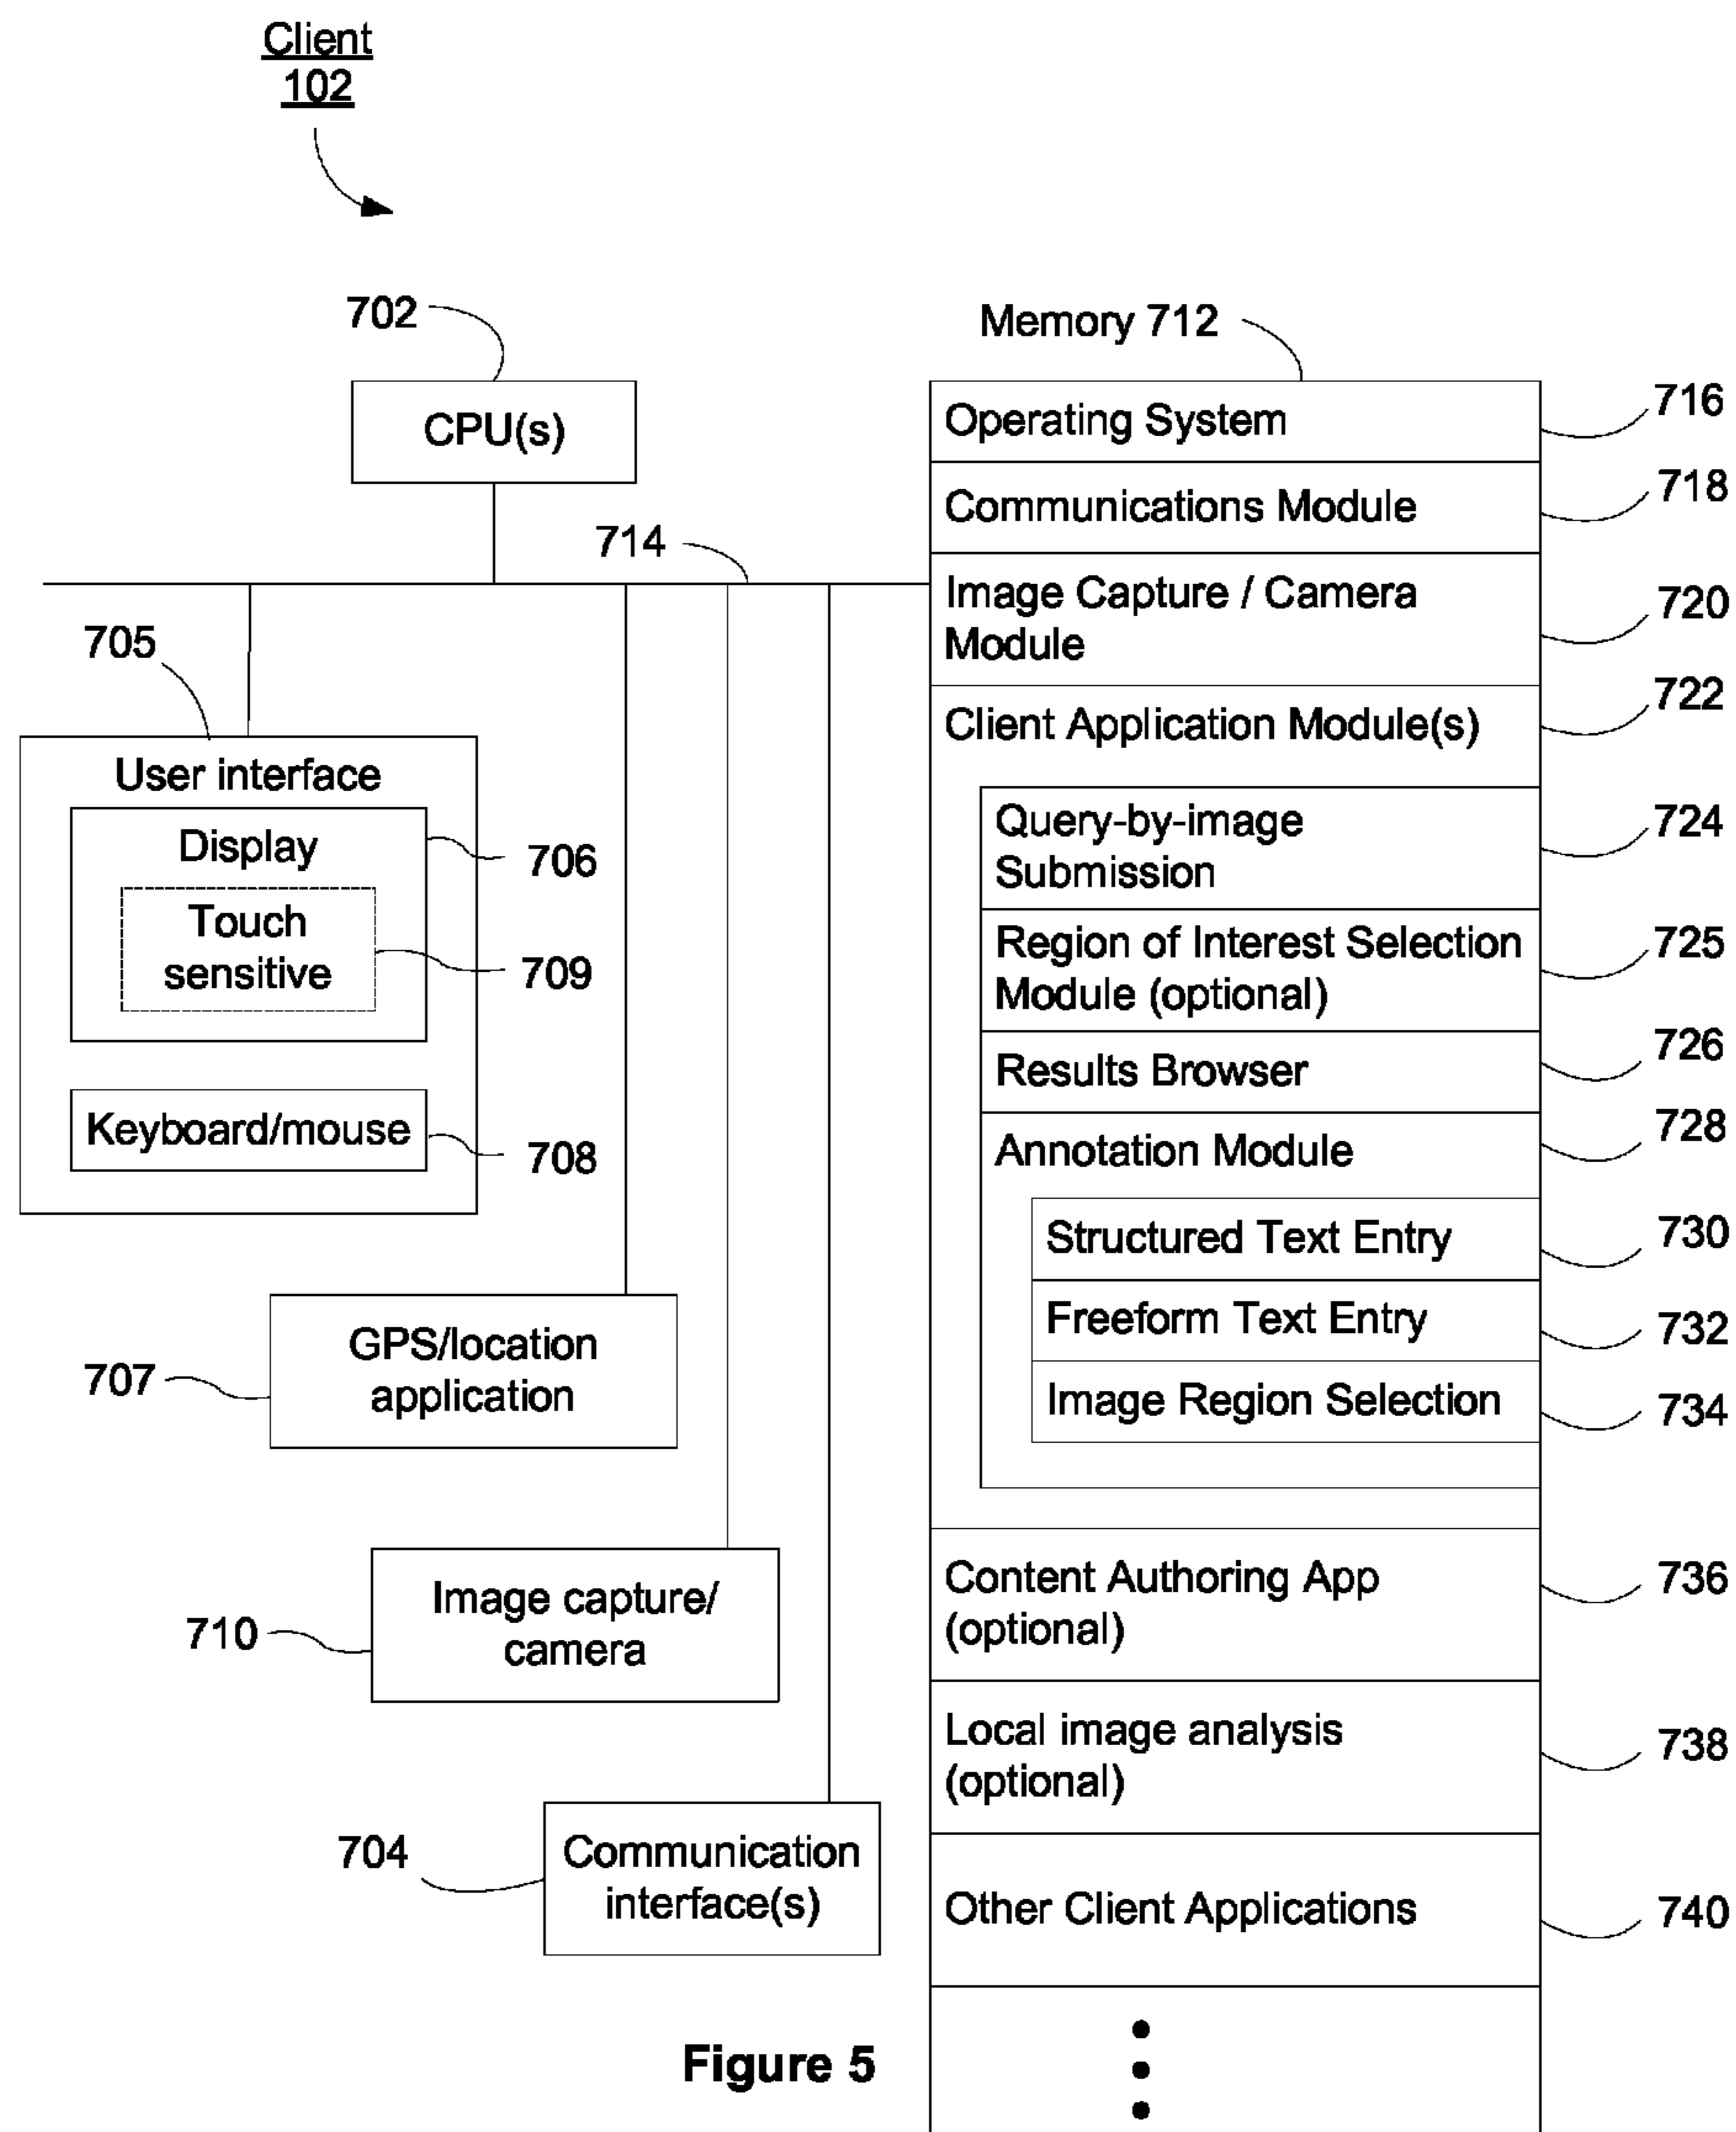 Client
102
702
CPU(s)
714
705
User interface
Display
706
Touch
sensitive
709
Keyboard/mouse
708
707
GPS/location
application
710
Image capture/
camera
704
Communication
interface(s)
Memory 712
Operating System
716
Communications Module
718
Image Capture / Camera
Module
720
Client Application Module(s)
722
Query-by-image
Submission
724
Region of Interest Selection
Module (optional)
725
Results Browser
726
Annotation Module
728
Structured Text Entry
730
Freeform Text Entry
732
Image Region Selection
734
Content Authoring App
(optional)
736
Local image analysis
(optional)
738
Other Client Applications
740
Figure 5